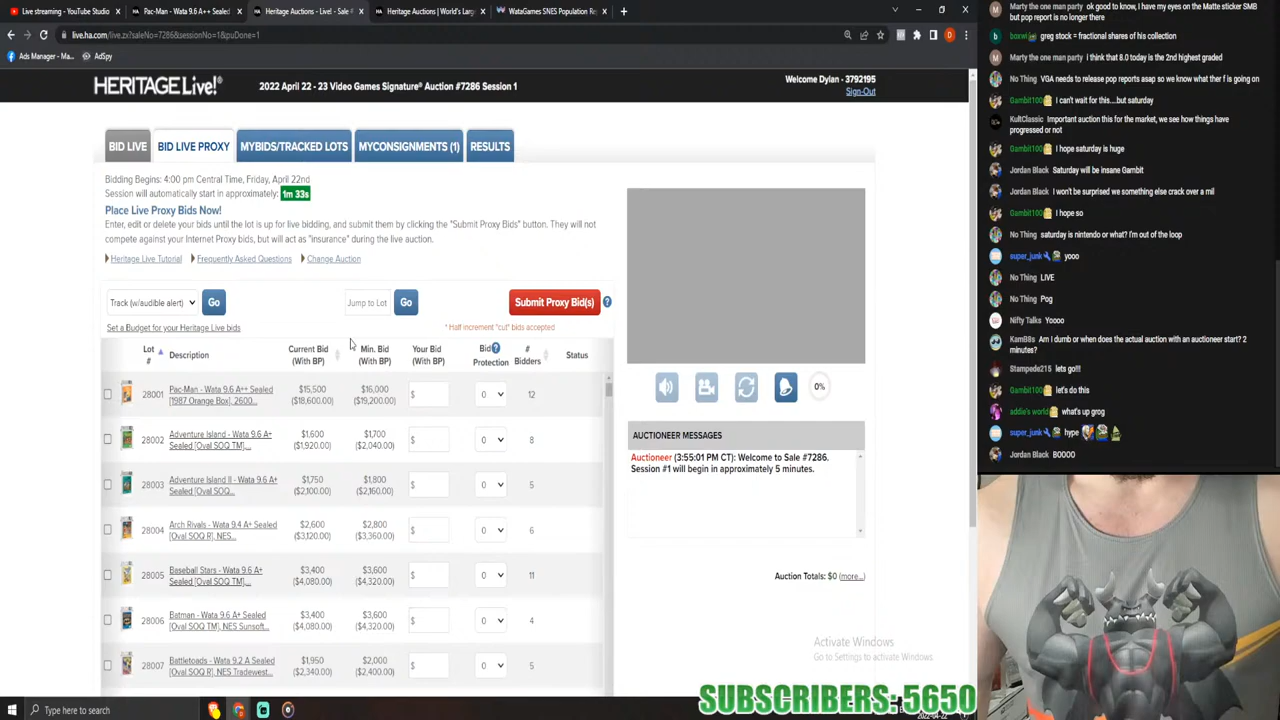 Live streaming - YouTube Studio
Pac-Man - Wata 9.6 A++ Sealed
Heritage Auctions - Live! - Sale
Heritage Auctions | World's Larg
WataGames SNES Population Re
live.ha.com/live.zx?saleNo=7286&session=1&puDone=1
Ads Manager - Ma...
AdSpy
HERITAGE Live!
2022 April 22 - 23 Video Games Signature® Auction #7286 Session 1
Welcome Dylan - 3792195
Sign-Out
BID LIVE
BID LIVE PROXY
MYBIDS/TRACKED LOTS
MYCONSIGNMENTS (1)
RESULTS
Bidding Begins: 4:00 pm Central Time, Friday, April 22nd
Session will automatically start in approximately: 1m 33s
Place Live Proxy Bids Now!
Enter, edit or delete your bids until the lot is up for live bidding, and submit them by clicking the "Submit Proxy Bids" button. They will not
compete against your Internet Proxy bids, but will act as "insurance" during the live auction.
Heritage Live Tutorial
Frequently Asked Questions
Change Auction
Track (w/audible alert)
Go
Jump to Lot
Go
Submit Proxy Bid(s)
?
Set a Budget for your Heritage Live bids
* Half increment "cut" bids accepted
Lot # Description Current Bid (With BP) Min. Bid (With BP) Your Bid (With BP) Bid Protection # Bidders Status
28001 Pac-Man - Wata 9.6 A++ Sealed $15,500 $16,000 $ 0 12
[1987 Orange Box], 2600... ($18,600.00) ($19,200.00)
28002 Adventure Island - Wata 9.6 A+ $1,600 $1,700 $ 0 8
Sealed [Oval SOQ TM],... ($1,920.00) ($2,040.00)
28003 Adventure Island II - Wata 9.6 A+ $1,750 $1,800 $ 0 5
Sealed [Oval SOQ... ($2,100.00) ($2,160.00)
28004 Arch Rivals - Wata 9.4 A+ Sealed $2,600 $2,800 $ 0 6
[Oval SOQ R], NES... ($3,120.00) ($3,360.00)
28005 Baseball Stars - Wata 9.6 A+ $3,400 $3,600 $ 0 11
Sealed [Oval SOQ TM],... ($4,080.00) ($4,320.00)
28006 Batman - Wata 9.6 A+ Sealed $3,400 $3,600 $ 0 4
[Oval SOQ TM], NES Sunsoft... ($4,080.00) ($4,320.00)
28007 Battletoads - Wata 9.2 A Sealed $1,950 $2,000 $ 0 5
[Oval SOQ R], NES Tradewest... ($2,340.00) ($2,400.00)
0%
AUCTIONEER MESSAGES
Auctioneer (3:55:01 PM CT): Welcome to Sale #7286.
Session #1 will begin in approximately 5 minutes.
Auction Totals: $0 (more...)
Activate Windows
Go to Settings to activate Windows.
Type here to search
2022-04-22
SUBSCRIBERS: 5650
Marty the one man party ok good to know, I have my eyes on the Matte sticker SMB
but pop report is no longer there
boxwi greg stock = fractional shares of his collection
Marty the one man party i think that 8.0 today is the 2nd highest graded
No Thing VGA needs to release pop reports asap so we know what ther f is going on
Gambit100 I can't wait for this....but saturday
KultClassic Important auction this for the market, we see how things have
progressed or not
Gambit100 I hope saturday is huge
Jordan Black Saturday will be insane Gambit
Jordan Black I won't be surprised we something else crack over a mil
Gambit100 I hope so
No Thing saturday is nintendo or what? I'm out of the loop
super_junk yooo
No Thing LIVE
No Thing Pog
Nifty Talks Yoooo
KamB8s Am I dumb or when does the actual auction with an auctioneer start? 2
minutes?
Stampede215 lets go!!!
Gambit100 let's do this
addie's world what's up grog
super_junk hype
Jordan Black BOOOO